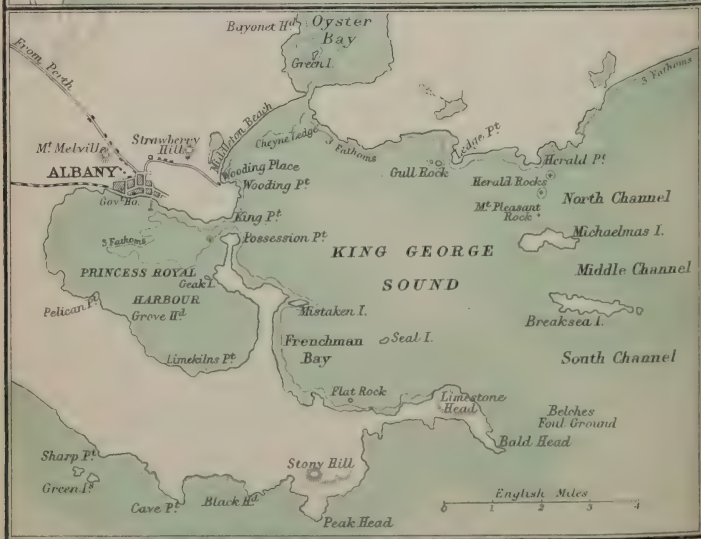 Bayonet Hd.
Oyster
Bay
Green I.
From Perth
3 Fathoms
Middleton Beach
Cheyne Ledge
3 Fathoms
Ledge Pt.
Mt. Melville
Strawberry
Hill
ALBANY
Wooding Place
Wooding Pt.
Gull Rock
Herald Pt.
Herald Rocks
North Channel
Govt. Ho.
Mt. Pleasant
Rock
King Pt.
Possession Pt.
Michaelmas I.
3 Fathoms
KING GEORGE
SOUND
Middle Channel
PRINCESS ROYAL
HARBOUR
Geak I.
Pelican Pt.
Grove Hd.
Mistaken I.
Breaksea I.
Frenchman
Bay
Seal I.
South Channel
Limekilns Pt.
Flat Rock
Limestone
Head
Belches
Foul Ground
Bald Head
Sharp Pt.
Green Is.
Stony Hill
Cave Pt.
Black Hd.
Peak Head
English Miles
0 1 2 3 4